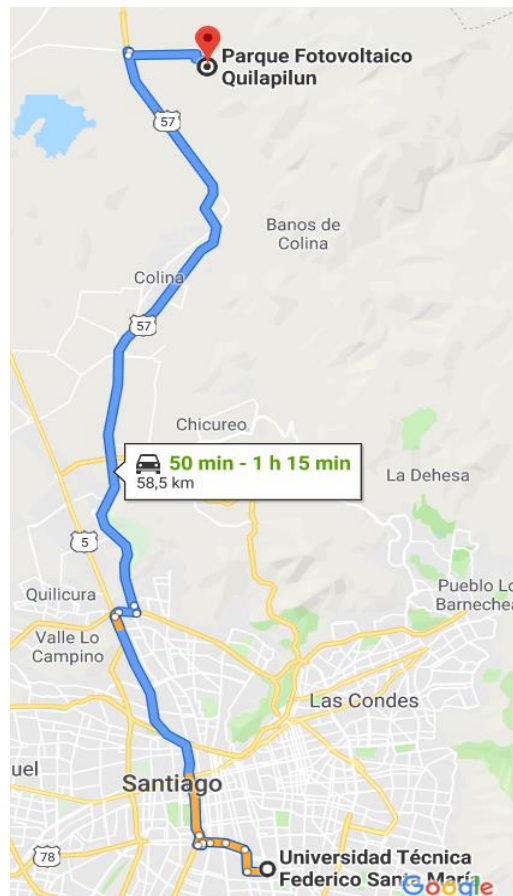 Parque Fotovoltaico
Quilapilun
57
Banos de
Colina
Colina
57
Chicureo
50 min - 1 h 15 min
58,5 km
La Dehesa
5
Quilicura
Pueblo Lo
Barnechea
Valle Lo
Campino
Las Condes
uel
Santiago
78
Universidad Técnica
Federico Santa María
Google